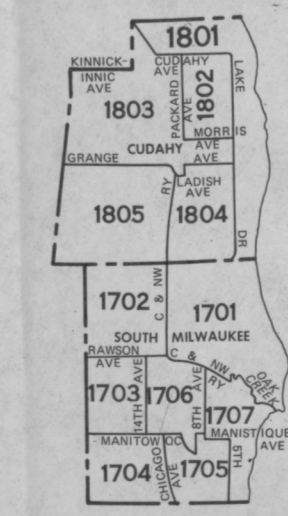 1801
KINNICK-
INNIC
AVE
CUDAHY
AVE
LAKE
1802
1803
PACKARD
AVE
MORRIS
AVE
CUDAHY
GRANGE
AVE
RY
LADISH
AVE
1805
1804
DR
1702
C & NW
1701
SOUTH MILWAUKEE
RAWSON
AVE
C & NW
RY
OAK
CREEK
14TH AVE
8TH AVE
1703
1706
1707
MANITOWOC
MANISTIQUE
AVE
CHICAGO
AVE
5TH
1704
1705